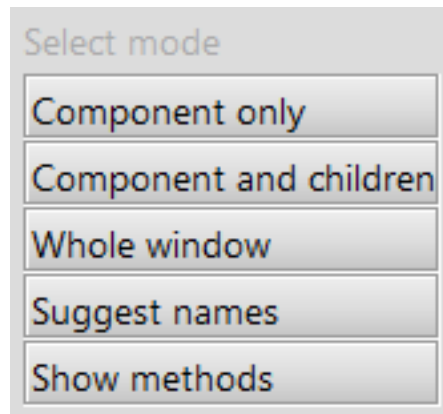 Select mode
Component only
Component and children
Whole window
Suggest names
Show methods